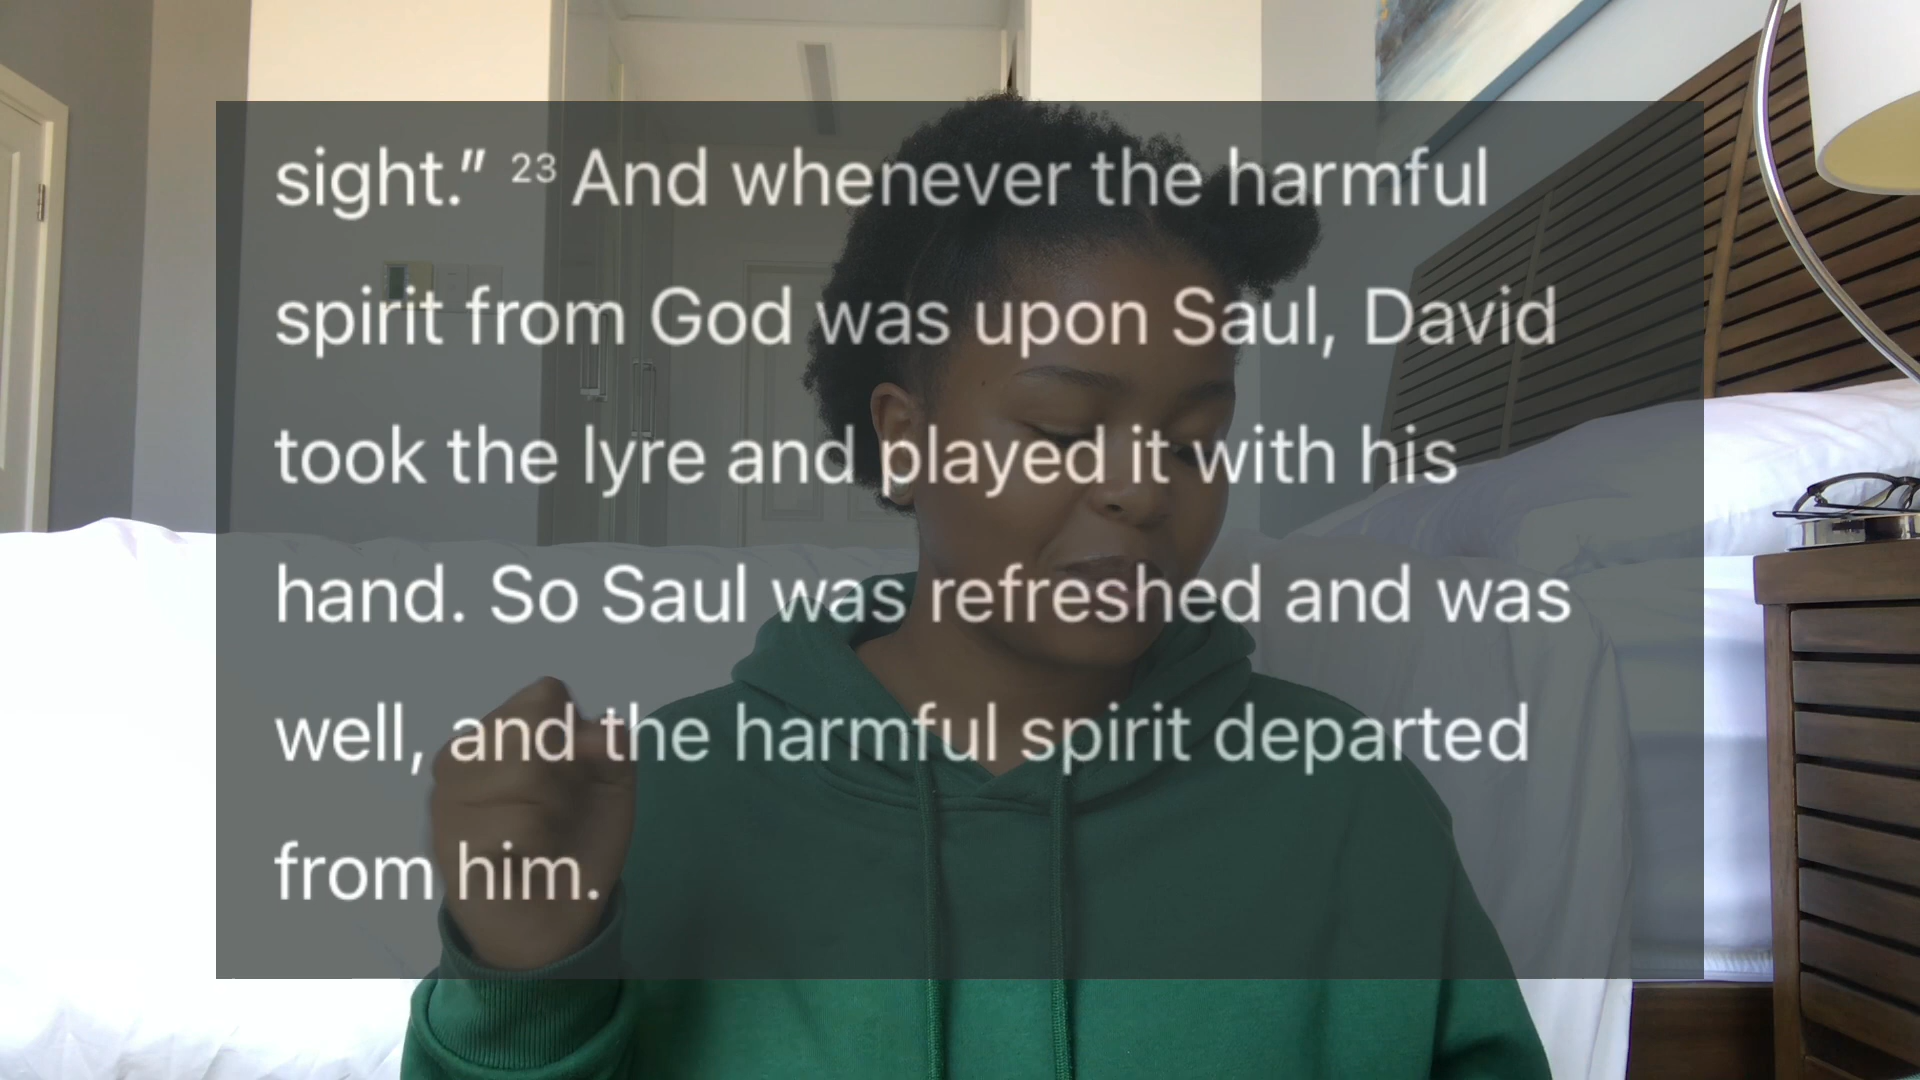 sight.” 23 And whenever the harmful
spirit from God was upon Saul, David
took the lyre and played it with his
hand. So Saul was refreshed and was
well, and the harmful spirit departed
from him.